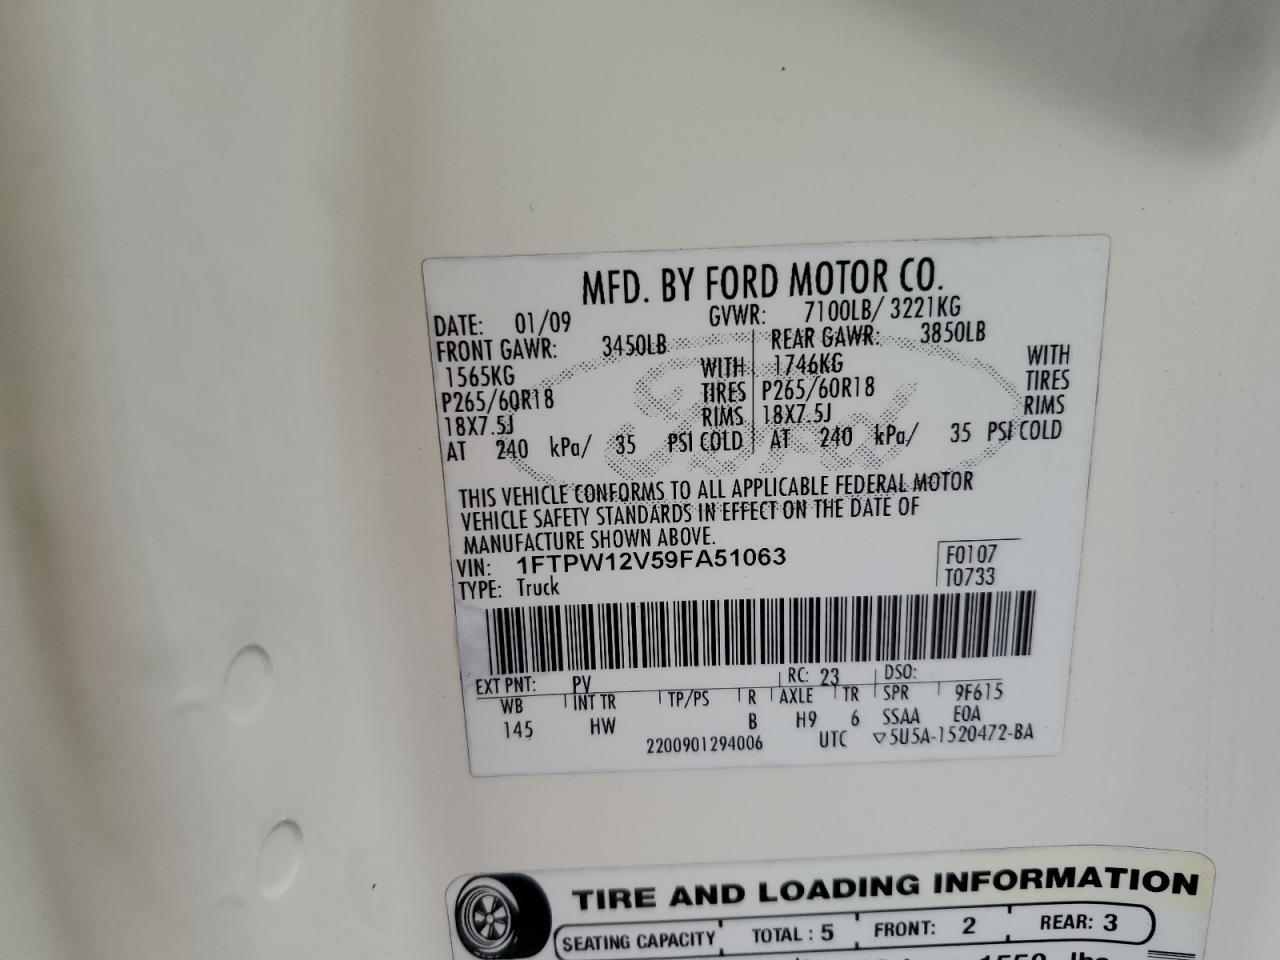 MFD. BY FORD MOTOR CO.
DATE: 01/09 GVWR: 7100LB/ 3221KG
FRONT GAWR: 3450LB REAR GAWR: 3850LB
1565KG WITH 1746KG WITH
P265/60R18 TIRES P265/60R18 TIRES
18X7.5J RIMS 18X7.5J RIMS
AT 240 kPa/ 35 PSI COLD AT 240 kPa/ 35 PSI COLD
THIS VEHICLE CONFORMS TO ALL APPLICABLE FEDERAL MOTOR
VEHICLE SAFETY STANDARDS IN EFFECT ON THE DATE OF
MANUFACTURE SHOWN ABOVE.
VIN: 1FTPW12V59FA51063 F0107
TYPE: Truck T0733
EXT PNT: PV RC: 23 DSO:
WB INT TR TP/PS R AXLE TR SPR 9F615
145 HW B H9 6 SSAA E0A
2200901294006 UTC ▽5U5A-1520472-BA
Ford
TIRE AND LOADING INFORMATION
SEATING CAPACITY TOTAL : 5 FRONT: 2 REAR: 3
1550 lbs